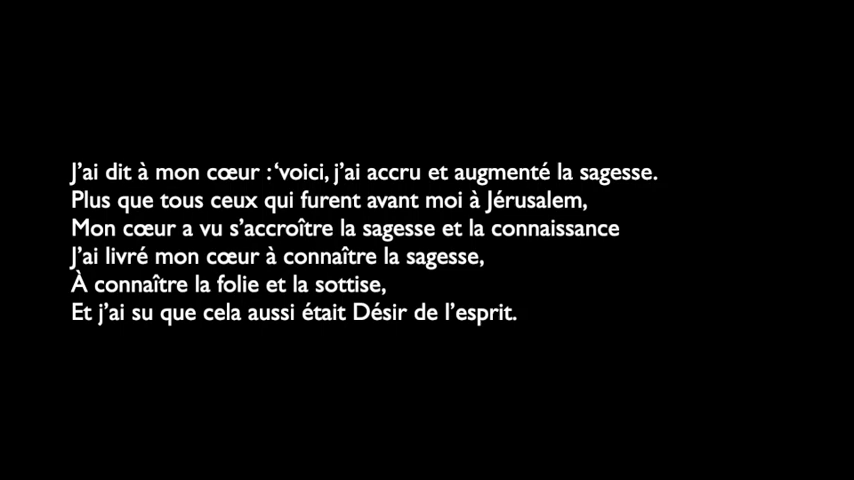 J'ai dit à mon cœur : 'voici, j'ai accru et augmenté la sagesse.
Plus que tous ceux qui furent avant moi à Jérusalem,
Mon cœur a vu s'accroître la sagesse et la connaissance
J'ai livré mon cœur à connaître la sagesse,
À connaître la folie et la sottise,
Et j'ai su que cela aussi était Désir de l'esprit.